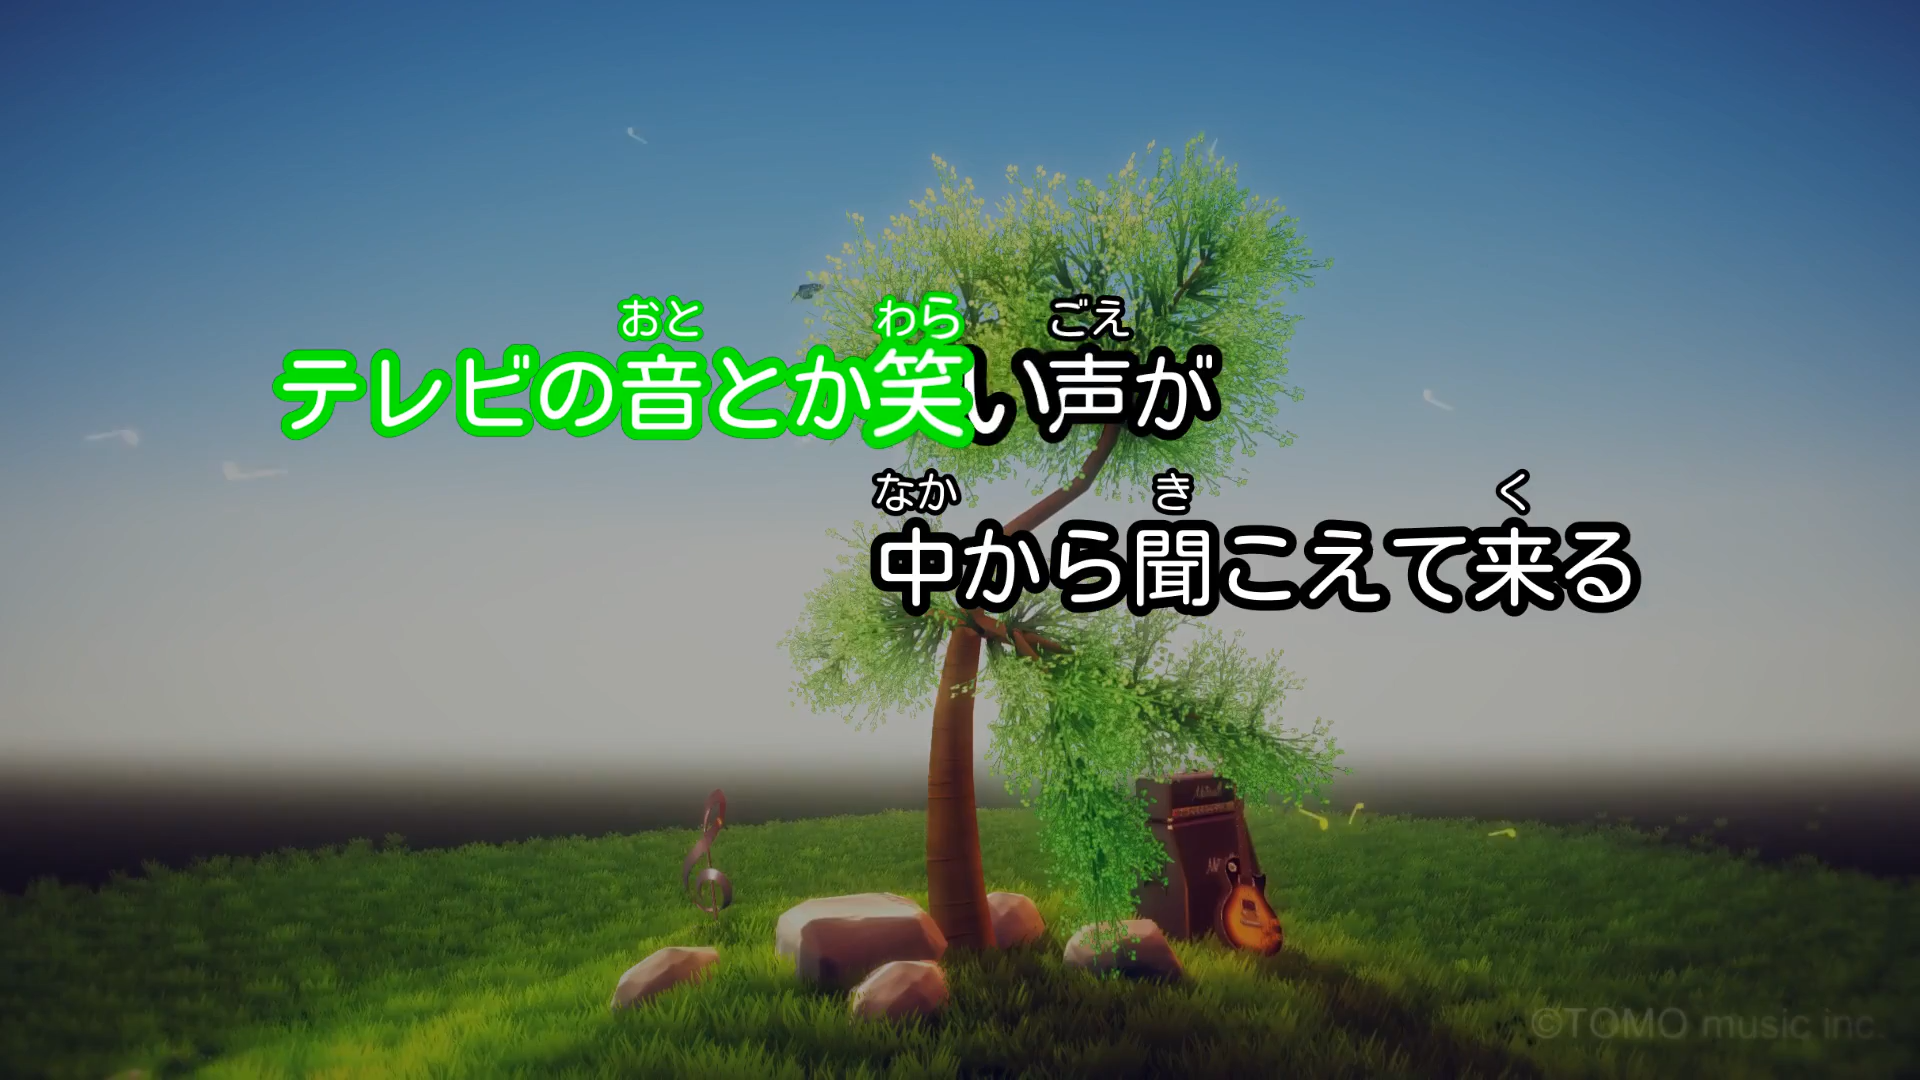 おと わら ごえ
テレビの音とか笑い声が
なか き く
中から聞こえて来る
©TOMO music inc.